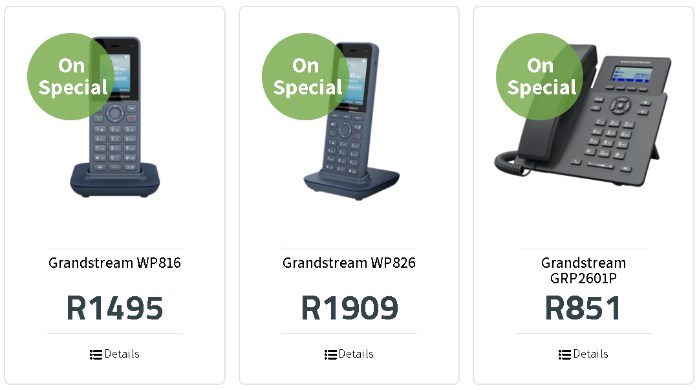 On
Special
Grandstream WP816
R1495
Details
On
Special
Grandstream WP826
R1909
Details
On
Special
Grandstream
GRP2601P
R851
Details